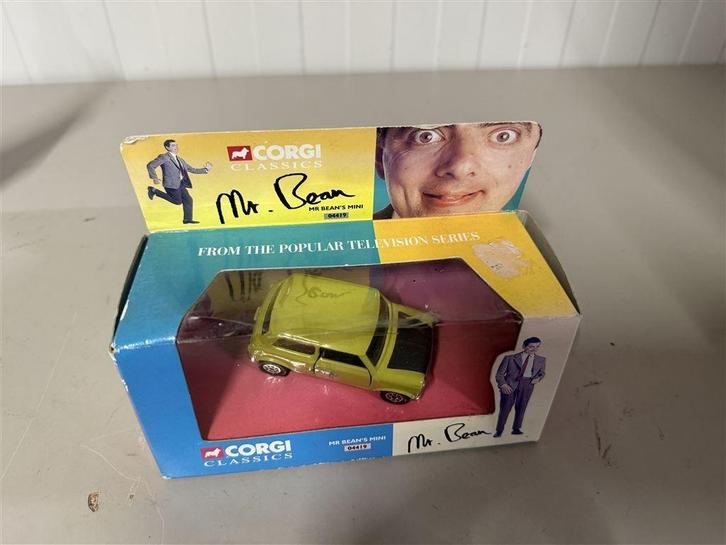 CORGI
CLASSICS
Mr. Bean
MR BEAN'S MINI
04419
FROM THE POPULAR TELEVISION SERIES
CORGI
CLASSICS
MR BEAN'S MINI
04419
Mr. Bean